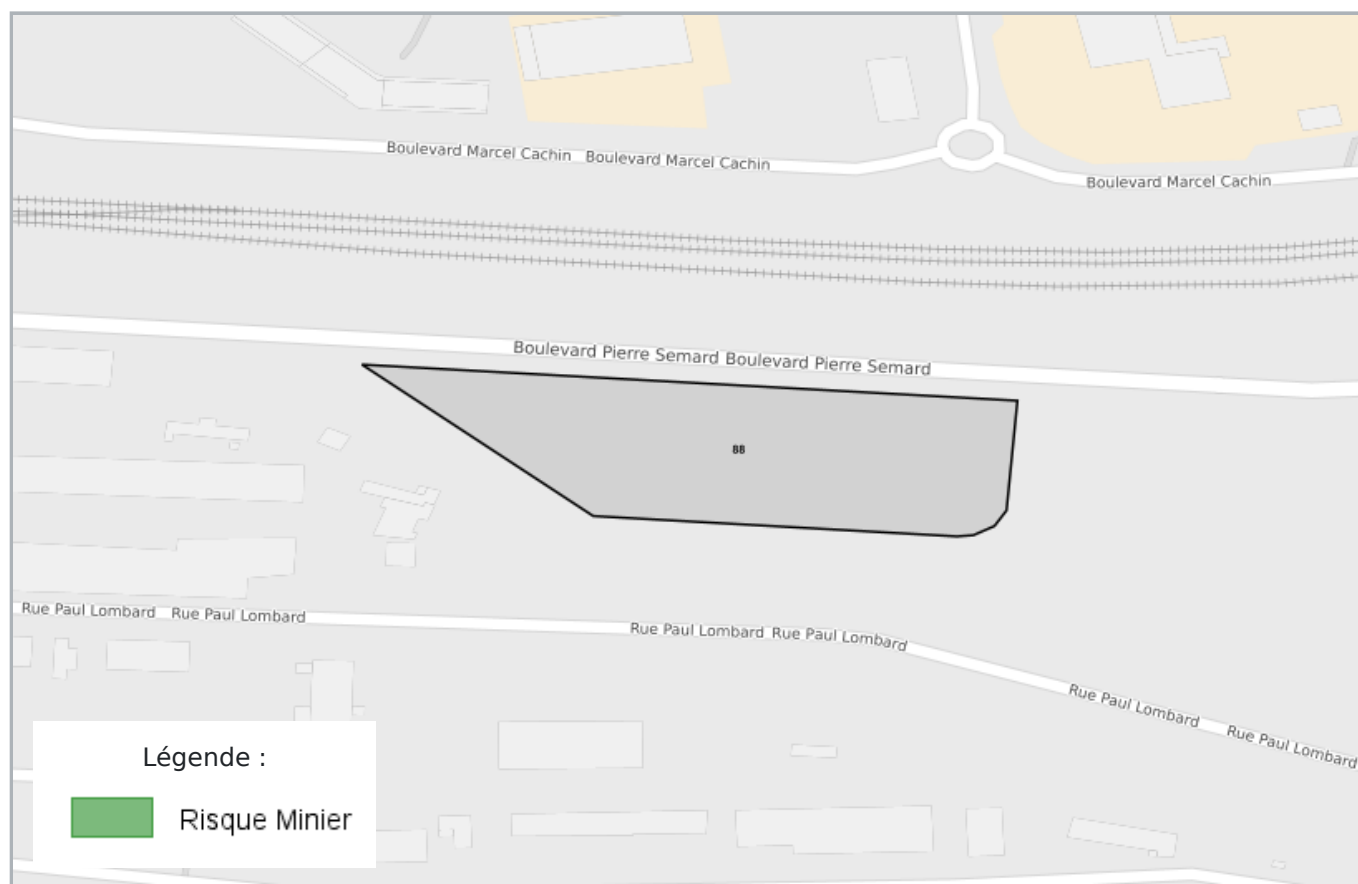 Boulevard Marcel Cachin Boulevard Marcel Cachin
Boulevard Marcel Cachin
Boulevard Pierre Semard Boulevard Pierre Semard
88
Rue Paul Lombard Rue Paul Lombard
Rue Paul Lombard Rue Paul Lombard
Rue Paul Lombard
Rue Paul Lombard
Légende :
Risque Minier